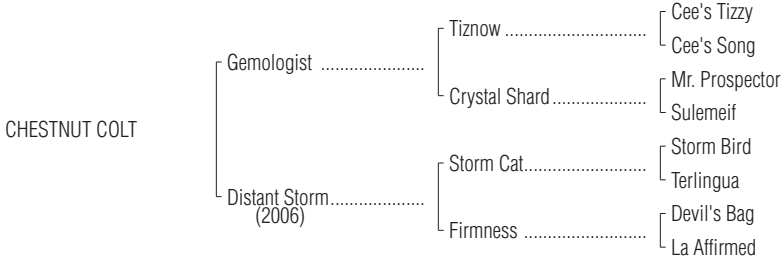 Cee's Tizzy
Tiznow ..............................
Cee's Song
Gemologist ......................
Mr. Prospector
Crystal Shard ....................
Sulemeif
CHESTNUT COLT
Storm Bird
Storm Cat..........................
Terlingua
Distant Storm....................
(2006)
Devil's Bag
Firmness ..........................
La Affirmed